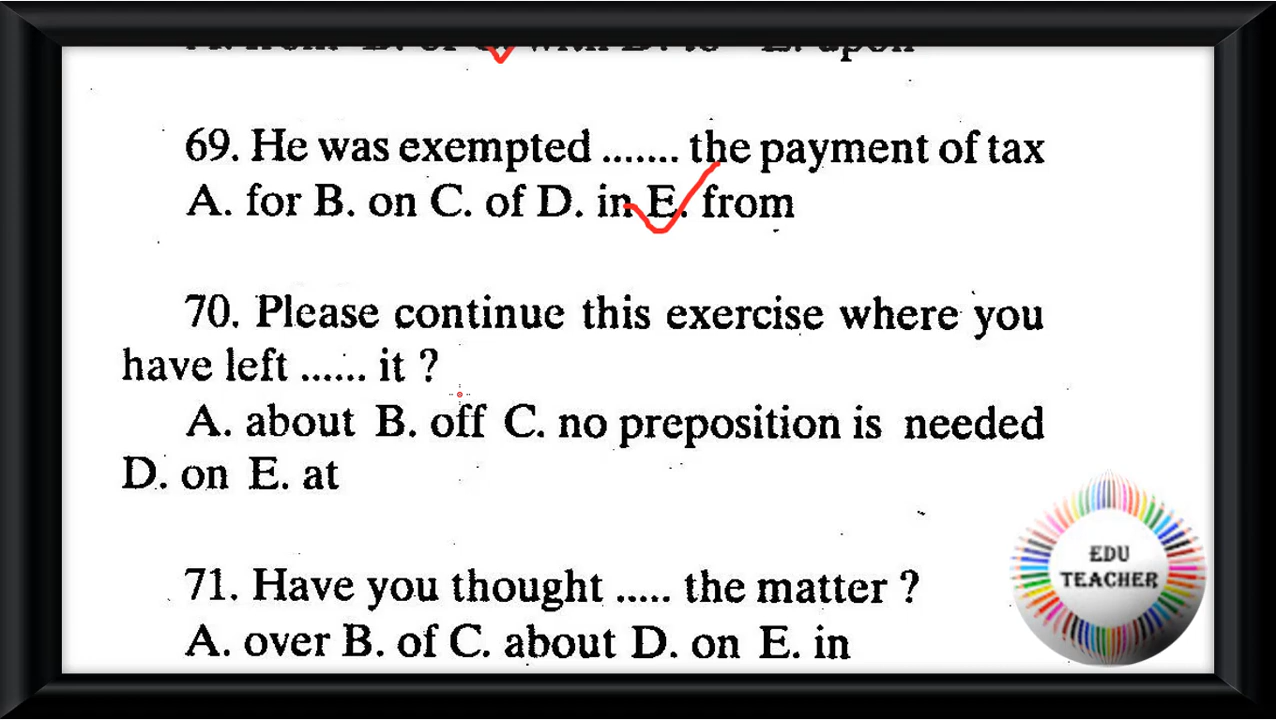 upon
69. He was exempted ....... the payment of tax
A. for B. on C. of D. in E. from
70. Please continue this exercise where you
have left ...... it ?
A. about B. off C. no preposition is needed
D. on E. at
71. Have you thought ..... the matter ?
A. over B. of C. about D. on E. in
EDU
TEACHER